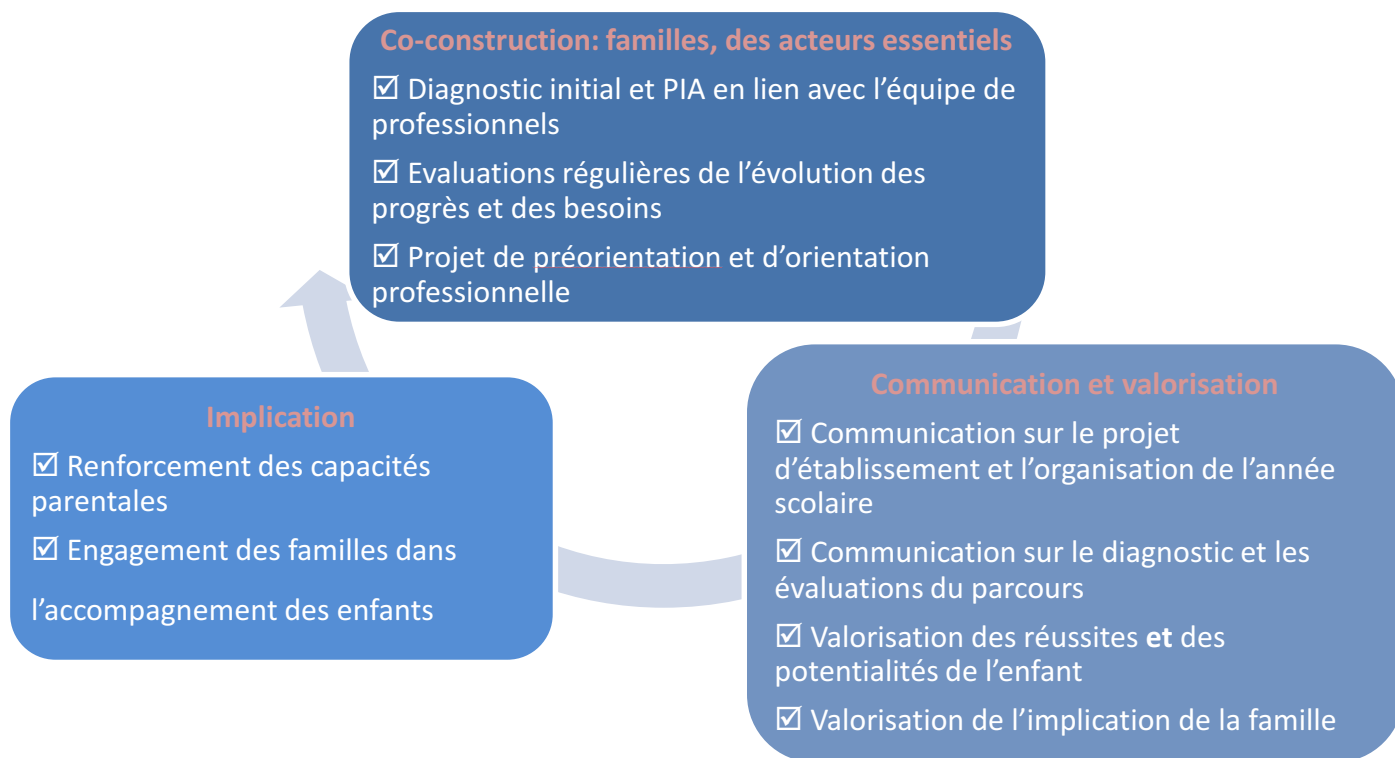 Co-construction: familles, des acteurs essentiels
☑ Diagnostic initial et PIA en lien avec l’équipe de
professionnels
☑ Evaluations régulières de l’évolution des
progrès et des besoins
☑ Projet de préorientation et d’orientation
professionnelle
Communication et valorisation
☑ Communication sur le projet
d’établissement et l’organisation de l’année
scolaire
☑ Communication sur le diagnostic et les
évaluations du parcours
☑ Valorisation des réussites et des
potentialités de l’enfant
☑ Valorisation de l’implication de la famille
Implication
☑ Renforcement des capacités
parentales
☑ Engagement des familles dans
l’accompagnement des enfants